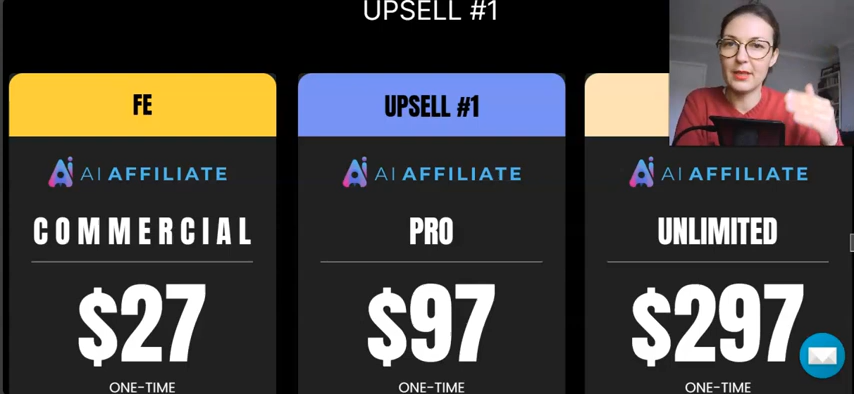 UPSELL #1
FE
AI AFFILIATE
COMMERCIAL
$27
ONE-TIME
UPSELL #1
AI AFFILIATE
PRO
$97
ONE-TIME
AI AFFILIATE
UNLIMITED
$297
ONE-TIME